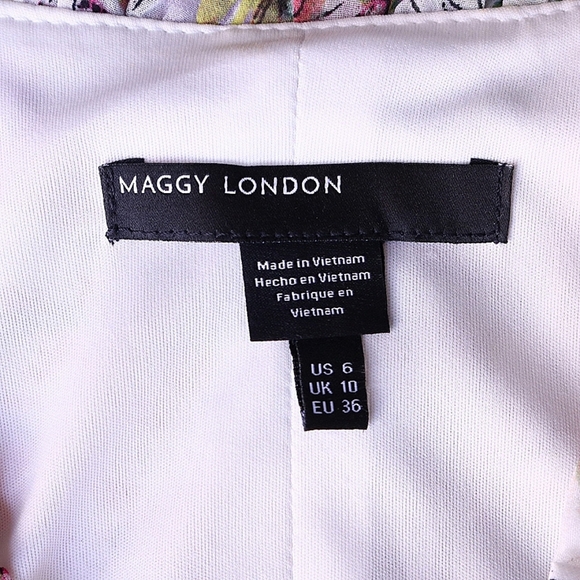 MAGGY LONDON
Made in Vietnam
Hecho en Vietnam
Fabrique en
Vietnam
US 6
UK 10
EU 36